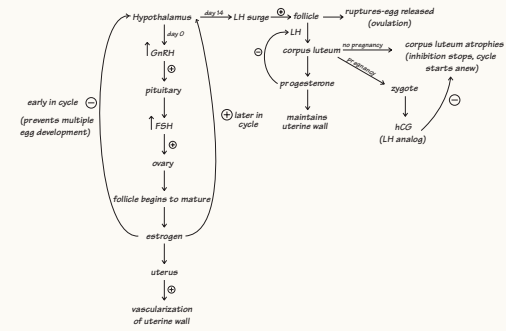 Hypothalamus
day 14
LH surge
+
follicle
ruptures-egg released
(ovulation)
day 0
LH
↑ GnRH
−
corpus luteum
no pregnancy
corpus luteum atrophies
(inhibition stops, cycle
starts anew)
+
pregnancy
pituitary
progesterone
zygote
early in cycle −
(prevents multiple
egg development)
+ later in
cycle
maintains
uterine wall
−
↑ FSH
hCG
(LH analog)
+
ovary
follicle begins to mature
estrogen
uterus
+
vascularization
of uterine wall